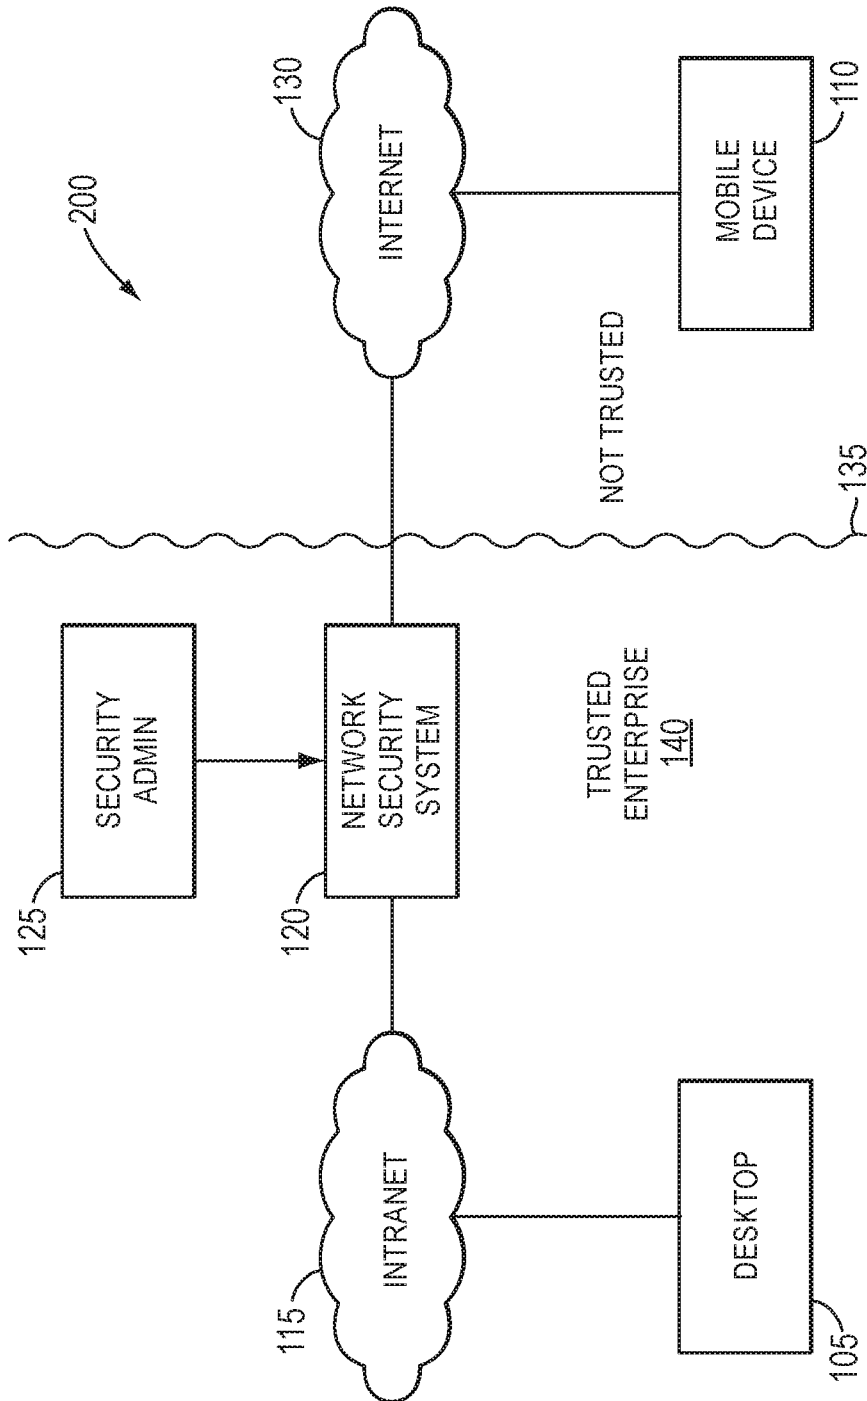 200
125
SECURITY
ADMIN
115
INTRANET
120
NETWORK
SECURITY
SYSTEM
130
INTERNET
DESKTOP
105
TRUSTED
ENTERPRISE
140
NOT TRUSTED
135
MOBILE
DEVICE
110